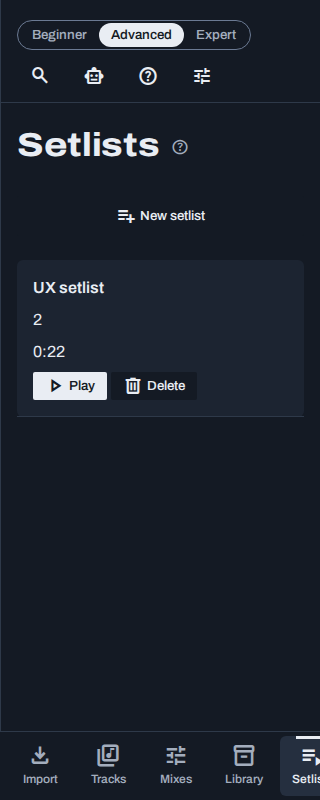 Beginner Advanced Expert
Setlists
New setlist
UX setlist
2
0:22
Play Delete
Import Tracks Mixes Library Setlis